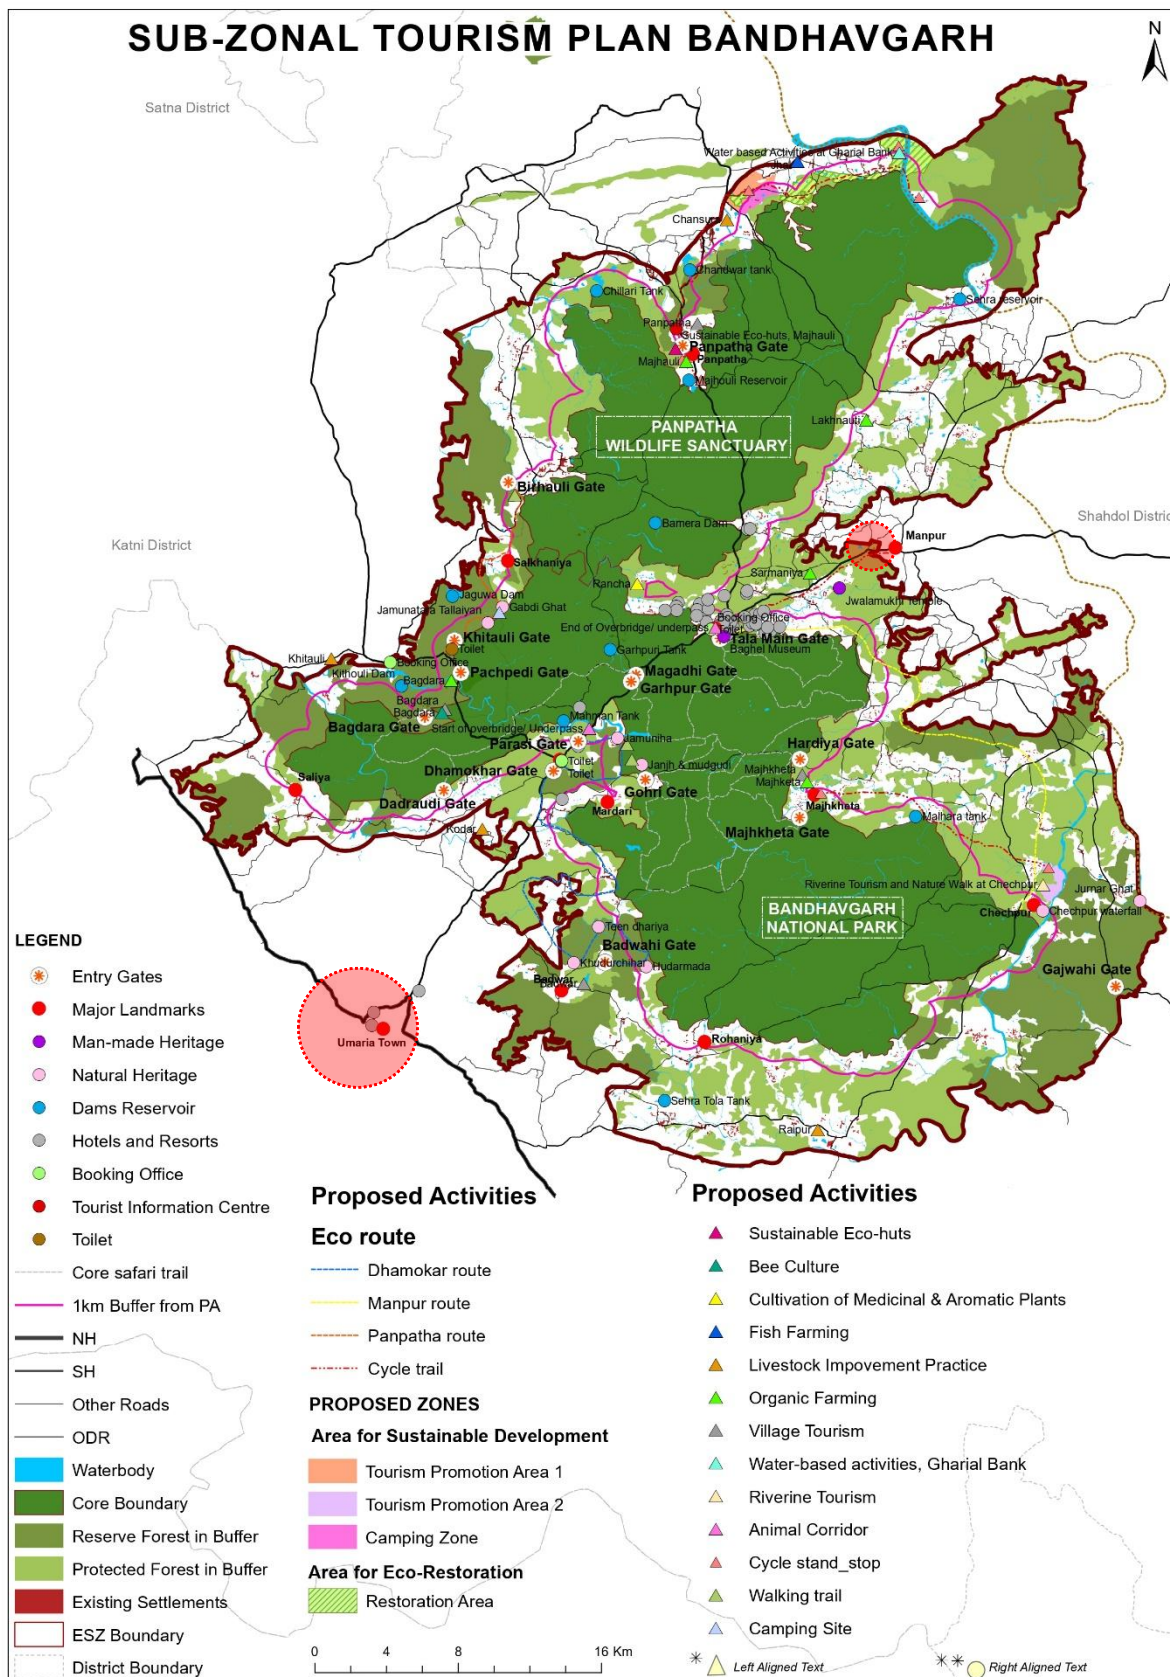 SUB-ZONAL TOURISM PLAN BANDHAVGARH
N
Satna District
Water based Activities at Gharial Bank
Chansura
Chandwar tank
Chillari Tank
Sehra reservoir
Panpatha
Sustainable Eco-huts, Majhauli
Panpatha Gate
Panpatha
Majhauli
Majhouli Reservoir
Lakhnauti
PANPATHA
WILDLIFE SANCTUARY
Birhauli Gate
Shahdol District
Bamera Dam
Manpur
Katni District
Salkhaniya
Sarmaniya
Rancha
Jaguwa Dam
Jwalamukhi Temple
Jamunatara Tallaiyan
Gabdi Ghat
Booking Office
End of Overbridge/ underpass
Toilet
Khitauli Gate
Tala Main Gate
Toilet
Garhpuri Tank
Baghel Museum
Khitauli
Booking Office
Kithouli Dam
Pachpedi Gate
Magadhi Gate
Bagdara
Garhpur Gate
Bagdara
Bagdara
Mahman Tank
Bagdara Gate
Start of overbridge/ Underpass
Parasi Gate
Jamuniha
Hardiya Gate
Toilet
Janjh & mudgudi
Majhkheta
Dhamokhar Gate
Toilet
Saliya
Gohri Gate
Majhketa
Dadraudi Gate
Mardari
Majhkheta
Malhara tank
Kodar
Majhkheta Gate
Riverine Tourism and Nature Walk at Chechpur
Jurnar Ghat
BANDHAVGARH
NATIONAL PARK
Chechpur
Chechpur waterfall
Teen dhariya
Badwahi Gate
Khudurchihar
Hudarmada
Gajwahi Gate
Badwar
Badwar
Umaria Town
Rohaniya
Sehra Tola Tank
Raipur
LEGEND
Entry Gates
Major Landmarks
Man-made Heritage
Natural Heritage
Dams Reservoir
Hotels and Resorts
Booking Office
Tourist Information Centre
Toilet
Core safari trail
1km Buffer from PA
NH
SH
Other Roads
ODR
Waterbody
Core Boundary
Reserve Forest in Buffer
Protected Forest in Buffer
Existing Settlements
ESZ Boundary
District Boundary
Proposed Activities
Eco route
Dhamokar route
Manpur route
Panpatha route
Cycle trail
PROPOSED ZONES
Area for Sustainable Development
Tourism Promotion Area 1
Tourism Promotion Area 2
Camping Zone
Area for Eco-Restoration
Restoration Area
0 4 8 16 Km
Proposed Activities
Sustainable Eco-huts
Bee Culture
Cultivation of Medicinal & Aromatic Plants
Fish Farming
Livestock Impovement Practice
Organic Farming
Village Tourism
Water-based activities, Gharial Bank
Riverine Tourism
Animal Corridor
Cycle stand_stop
Walking trail
Camping Site
* Left Aligned Text
** Right Aligned Text